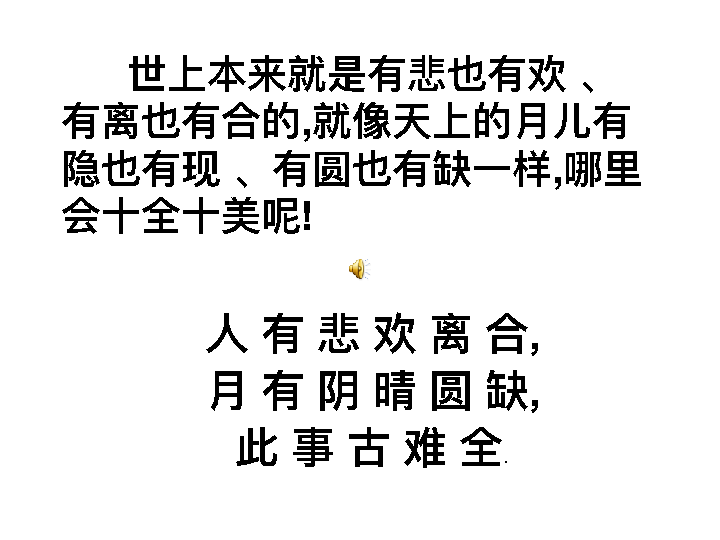 世上本来就是有悲也有欢 、
有离也有合的,就像天上的月儿有
隐也有现 、有圆也有缺一样,哪里
会十全十美呢!
人 有 悲 欢 离 合,
月 有 阴 晴 圆 缺,
此 事 古 难 全.